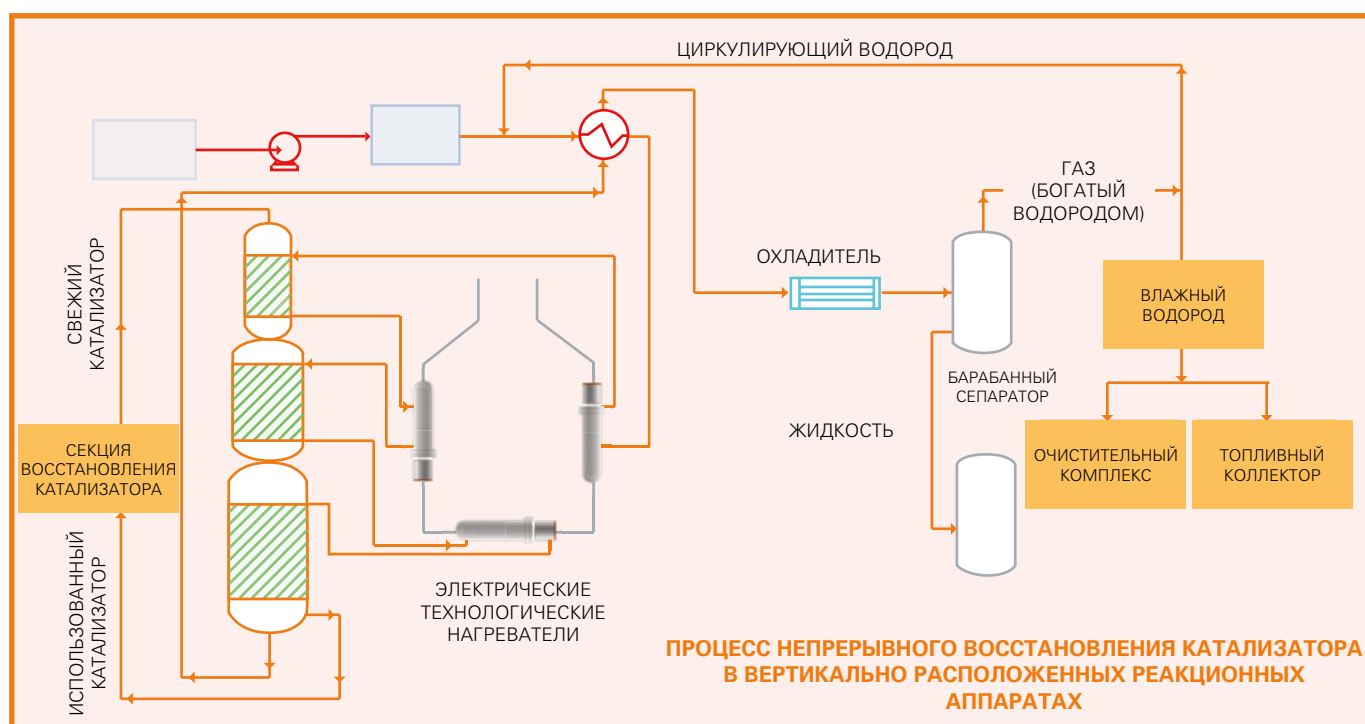 ЦИРКУЛИРУЮЩИЙ ВОДОРОД
ГАЗ
(БОГАТЫЙ
ВОДОРОДОМ)
ОХЛАДИТЕЛЬ
СВЕЖИЙ
КАТАЛИЗАТОР
ВЛАЖНЫЙ
ВОДОРОД
БАРАБАННЫЙ
СЕПАРАТОР
ЖИДКОСТЬ
СЕКЦИЯ
ВОССТАНОВЛЕНИЯ
КАТАЛИЗАТОРА
ОЧИСТИТЕЛЬНЫЙ
КОМПЛЕКС
ТОПЛИВНЫЙ
КОЛЛЕКТОР
ИСПОЛЬЗОВАННЫЙ
КАТАЛИЗАТОР
ЭЛЕКТРИЧЕСКИЕ
ТЕХНОЛОГИЧЕСКИЕ
НАГРЕВАТЕЛИ
ПРОЦЕСС НЕПРЕРЫВНОГО ВОССТАНОВЛЕНИЯ КАТАЛИЗАТОРА
В ВЕРТИКАЛЬНО РАСПОЛОЖЕННЫХ РЕАКЦИОННЫХ
АППАРАТАХ